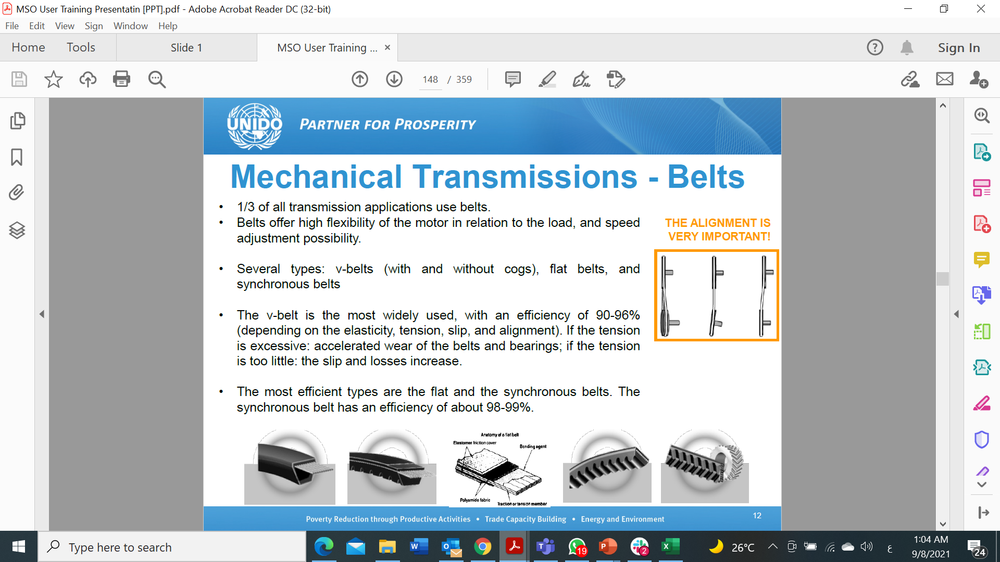 MSO User Training Presentatin [PPT].pdf - Adobe Acrobat Reader DC (32-bit)
File Edit View Sign Window Help
Home Tools Slide 1 MSO User Training ... × Sign In
148 / 359
UNIDO PARTNER FOR PROSPERITY
Mechanical Transmissions - Belts
• 1/3 of all transmission applications use belts.
• Belts offer high flexibility of the motor in relation to the load, and speed
adjustment possibility.
THE ALIGNMENT IS
VERY IMPORTANT!
• Several types: v-belts (with and without cogs), flat belts, and
synchronous belts
• The v-belt is the most widely used, with an efficiency of 90-96%
(depending on the elasticity, tension, slip, and alignment). If the tension
is excessive: accelerated wear of the belts and bearings; if the tension
is too little: the slip and losses increase.
• The most efficient types are the flat and the synchronous belts. The
synchronous belt has an efficiency of about 98-99%.
Anatomy of a flat belt
Elastomer friction cover
Bonding agent
Polyamide fabric
Traction or tension member
Poverty Reduction through Productive Activities • Trade Capacity Building • Energy and Environment
12
Type here to search
19
2
26°C
ع
1:04 AM
9/8/2021
24